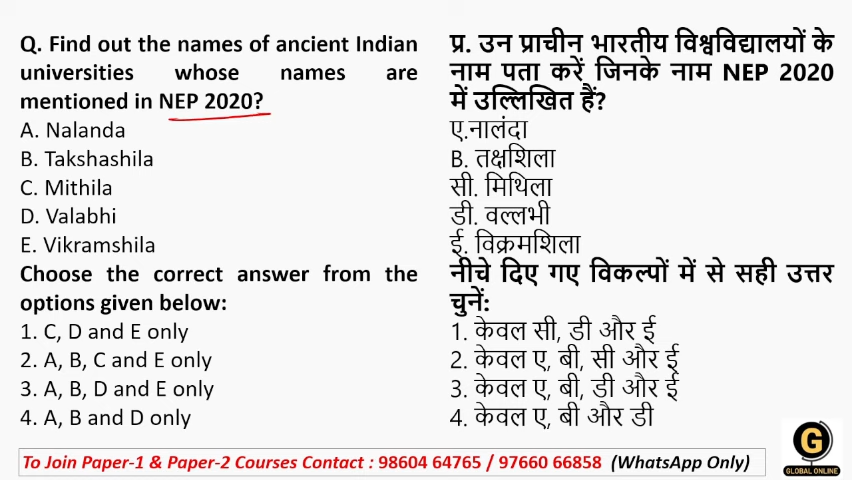 Q. Find out the names of ancient Indian
universities whose names are
mentioned in NEP 2020?
A. Nalanda
B. Takshashila
C. Mithila
D. Valabhi
E. Vikramshila
Choose the correct answer from the
options given below:
1. C, D and E only
2. A, B, C and E only
3. A, B, D and E only
4. A, B and D only
प्र. उन प्राचीन भारतीय विश्वविद्यालयों के
नाम पता करें जिनके नाम NEP 2020
में उल्लिखित हैं?
ए.नालंदा
B. तक्षशिला
सी. मिथिला
डी. वल्लभी
ई. विक्रमशिला
नीचे दिए गए विकल्पों में से सही उत्तर
चुनें:
1. केवल सी, डी और ई
2. केवल ए, बी, सी और ई
3. केवल ए, बी, डी और ई
4. केवल ए, बी और डी
To Join Paper-1 & Paper-2 Courses Contact : 98604 64765 / 97660 66858 (WhatsApp Only)
G
GLOBAL ONLINE